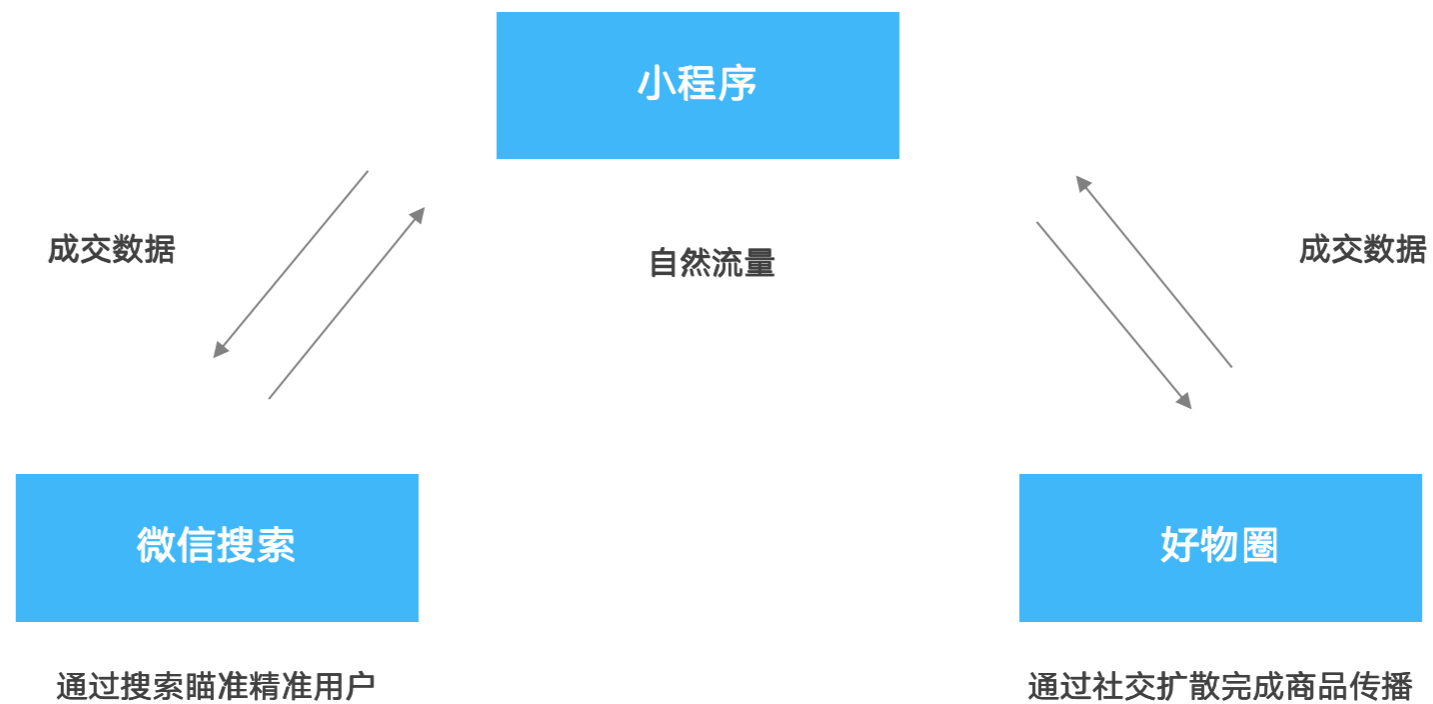 小程序
成交数据
自然流量
成交数据
微信搜索
好物圈
通过搜索瞄准精准用户
通过社交扩散完成商品传播